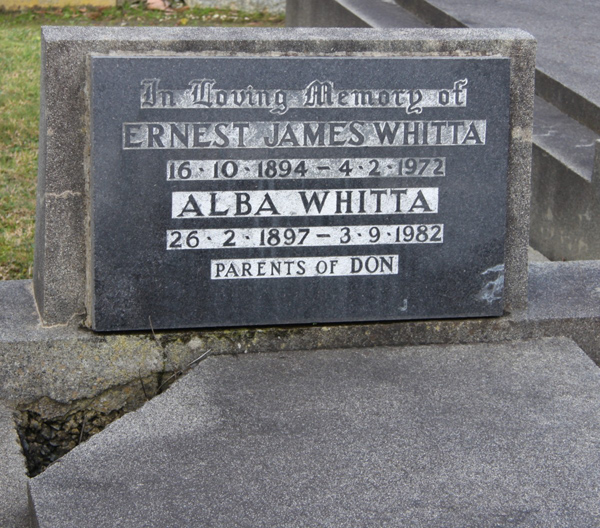 In Loving Memory of
ERNEST JAMES WHITTA
16·10·1894 – 4·2·1972
ALBA WHITTA
26·2·1897 – 3·9·1982
PARENTS OF DON